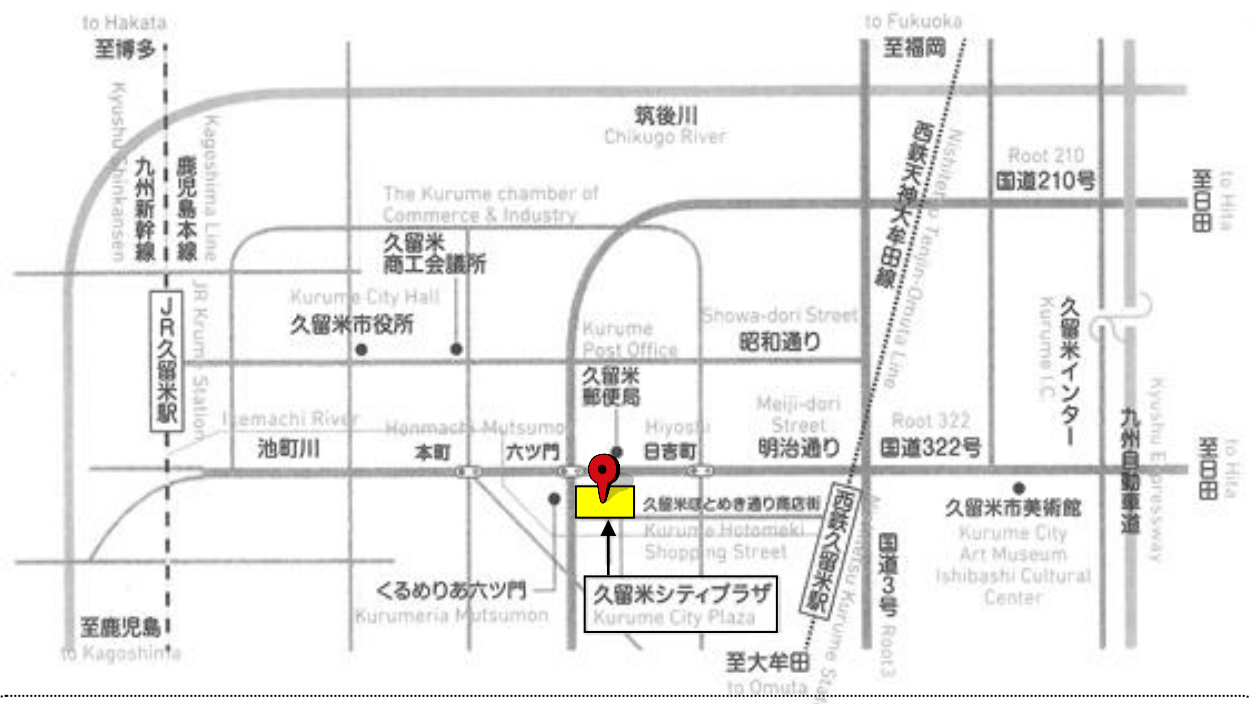 to Hakata
至博多
to Fukuoka
至福岡
筑後川
Chikugo River
Kyushu Shinkansen
九州新幹線
鹿児島本線
Kagoshima Line
西鉄天神大牟田線
Nishitetsu Tenjin-Omuta Line
Root 210
国道210号
至日田
to Hita
The Kurume chamber of
Commerce & Industry
久留米
商工会議所
Kurume City Hall
久留米市役所
JR久留米駅
JR Krume Station
Kurume
Post Office
久留米
郵便局
Showa-dori Street
昭和通り
久留米インター
Kurume I.C.
九州自動車道
Kyushu Expressway
Ikemachi River
池町川
Honmachi
本町
Mutsumon
六ツ門
Hiyoshi
日吉町
Meiji-dori
Street
明治通り
Root 322
国道322号
至日田
to Hita
久留米ほとめき通り商店街
Kurume Hotomeki
Shopping Street
西鉄久留米駅
Nishitetsu Kurume Stat
国道3号
Root3
久留米市美術館
Kurume City
Art Museum
Ishibashi Cultural
Center
くるめりあ六ツ門
Kurumeria Mutsumon
久留米シティプラザ
Kurume City Plaza
至鹿児島
to Kagoshima
至大牟田
to Omuta